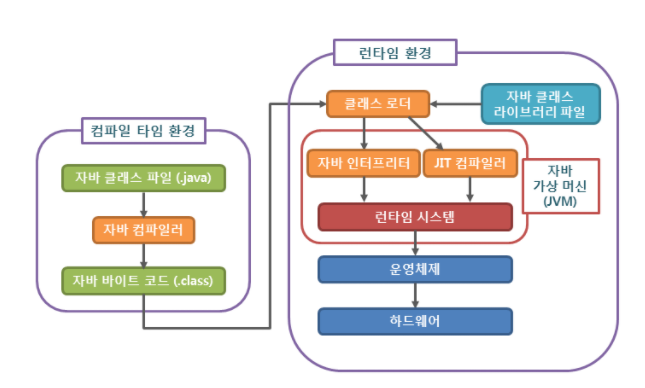 런타임 환경
클래스 로더
자바 클래스
라이브러리 파일
컴파일 타임 환경
자바 클래스 파일 (.java)
자바 컴파일러
자바 바이트 코드 (.class)
자바 인터프리터
JIT 컴파일러
자바
가상 머신
(JVM)
런타임 시스템
운영체제
하드웨어